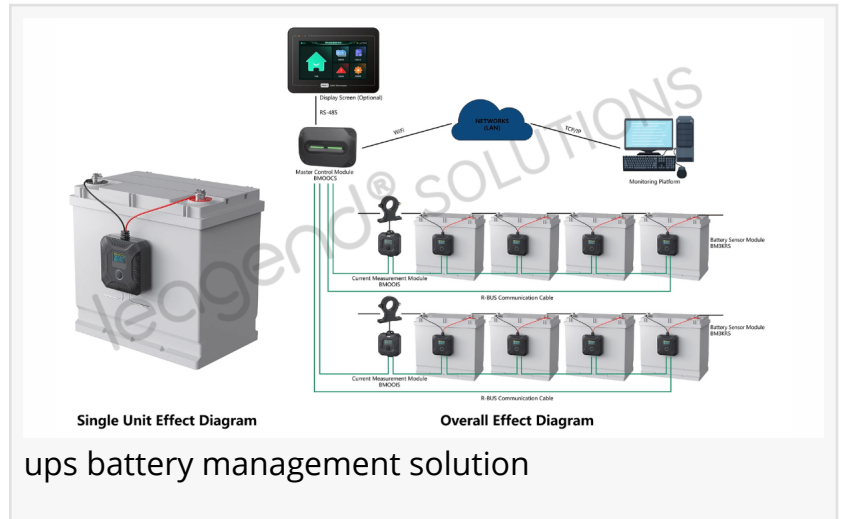 Display Screen (Optional)
RS-485
NETWORKS
(LAN)
WIFI
TCP/IP
Master Control Module
BMOOCS
Monitoring Platform
leagend® SOLUTIONS
Battery Sensor Module
BM3KRS
Current Measurement Module
BMOOIS
R-BUS Communication Cable
Battery Sensor Module
BM3KRS
Current Measurement Module
BMOOIS
R-BUS Communication Cable
Single Unit Effect Diagram
Overall Effect Diagram
ups battery management solution